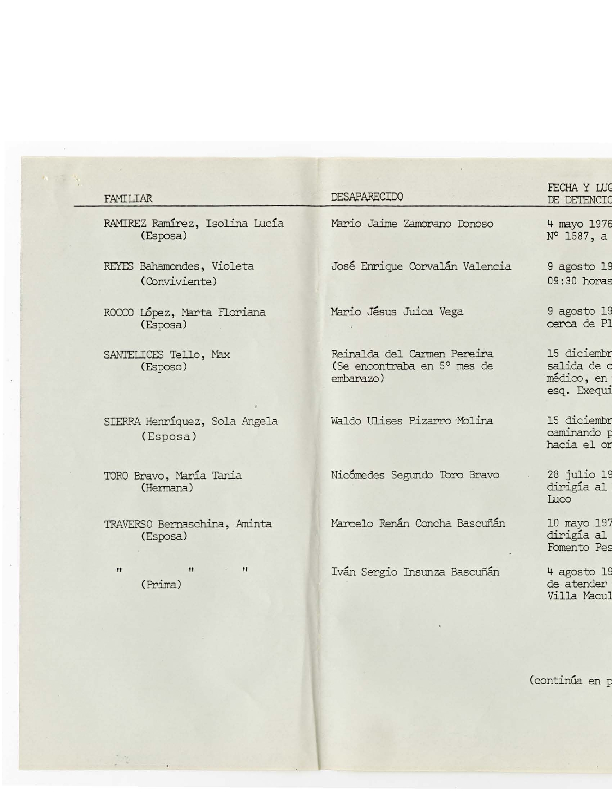 FAMILIAR DESAPARECIDO FECHA Y LUG
DE DETENCIO
RAMIREZ Ramírez, Isolina Lucía Mario Jaime Zamorano Donoso 4 mayo 1976
(Esposa) Nº 1587, a
REYES Bahamondes, Violeta José Enrique Corvalán Valencia 9 agosto 19
(Conviviente) 09:30 horas
ROCCO López, Marta Floriana Mario Jésus Juica Vega 9 agosto 19
(Esposa) cerca de Pl
SANTELICES Tello, Max Reinalda del Carmen Pereira 15 diciembr
(Esposo) (Se encontraba en 5º mes de salida de c
embarazo) médico, en
esq. Exequi
SIERRA Henríquez, Sola Angela Waldo Ulises Pizarro Molina 15 diciembr
(Esposa) caminando p
hacia el or
TORO Bravo, María Tania Nicómedes Segundo Toro Bravo 28 julio 19
(Hermana) dirigía al
Luco
TRAVERSO Bernaschina, Aminta Marcelo Renán Concha Bascuñán 10 mayo 197
(Esposa) dirigía al
Fomento Pes
" " " Iván Sergio Insunza Bascuñán 4 agosto 19
(Prima) de atender
Villa Macul
(continúa en p